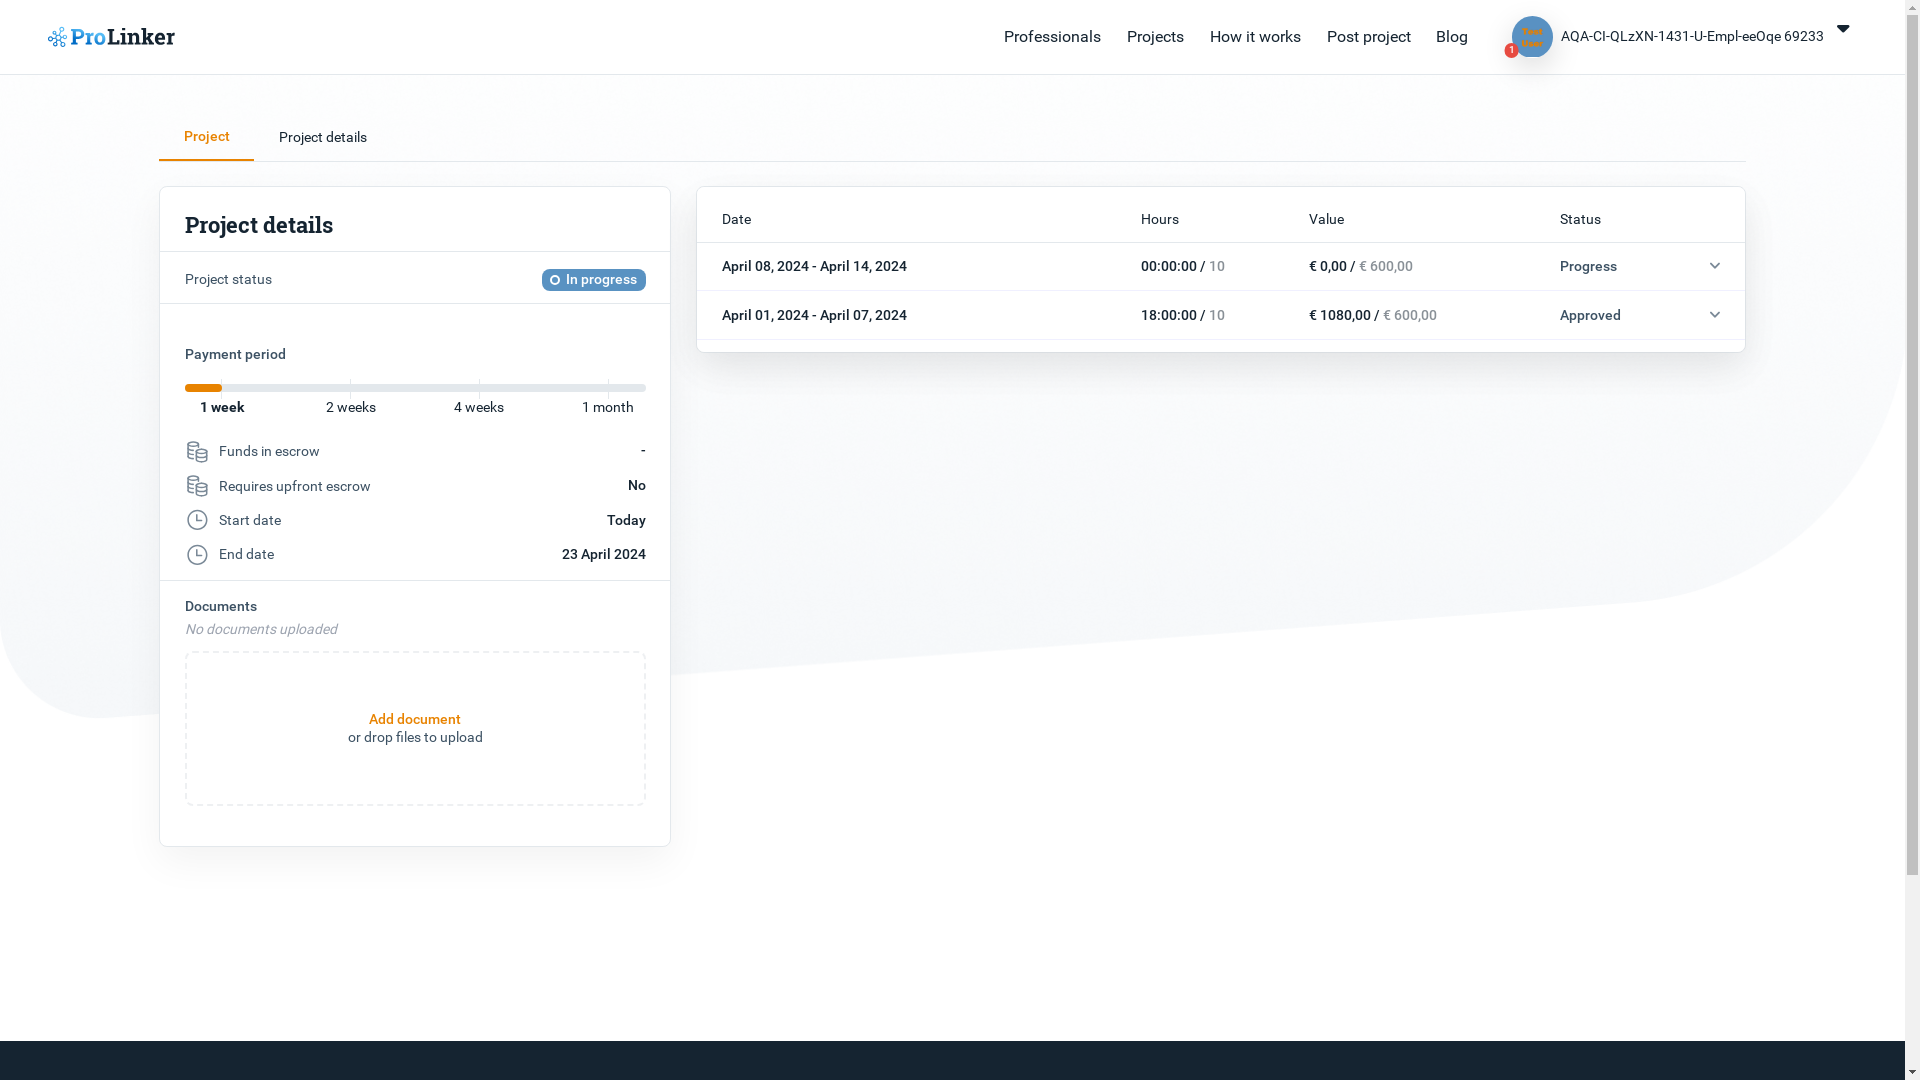 ProLinker
Professionals
Projects
How it works
Post project
Blog
Test
User
1
AQA-CI-QLzXN-1431-U-Empl-eeOqe 69233
Project
Project details
Project details
Project status
In progress
Payment period
1 week
2 weeks
4 weeks
1 month
Funds in escrow
-
Requires upfront escrow
No
Start date
Today
End date
23 April 2024
Documents
No documents uploaded
Add document
or drop files to upload
Date
Hours
Value
Status
April 08, 2024 - April 14, 2024
00:00:00 / 10
€ 0,00 / € 600,00
Progress
April 01, 2024 - April 07, 2024
18:00:00 / 10
€ 1080,00 / € 600,00
Approved